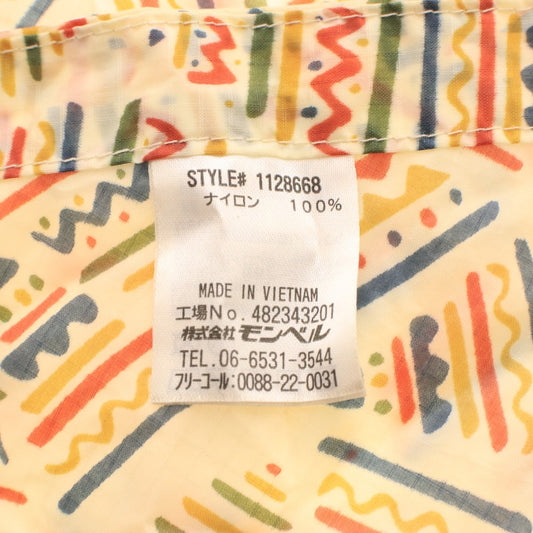 STYLE# 1128668
ナイロン 100%
MADE IN VIETNAM
工場No. 482343201
株式会社モンベル
TEL. 06-6531-3544
フリーコール:0088-22-0031